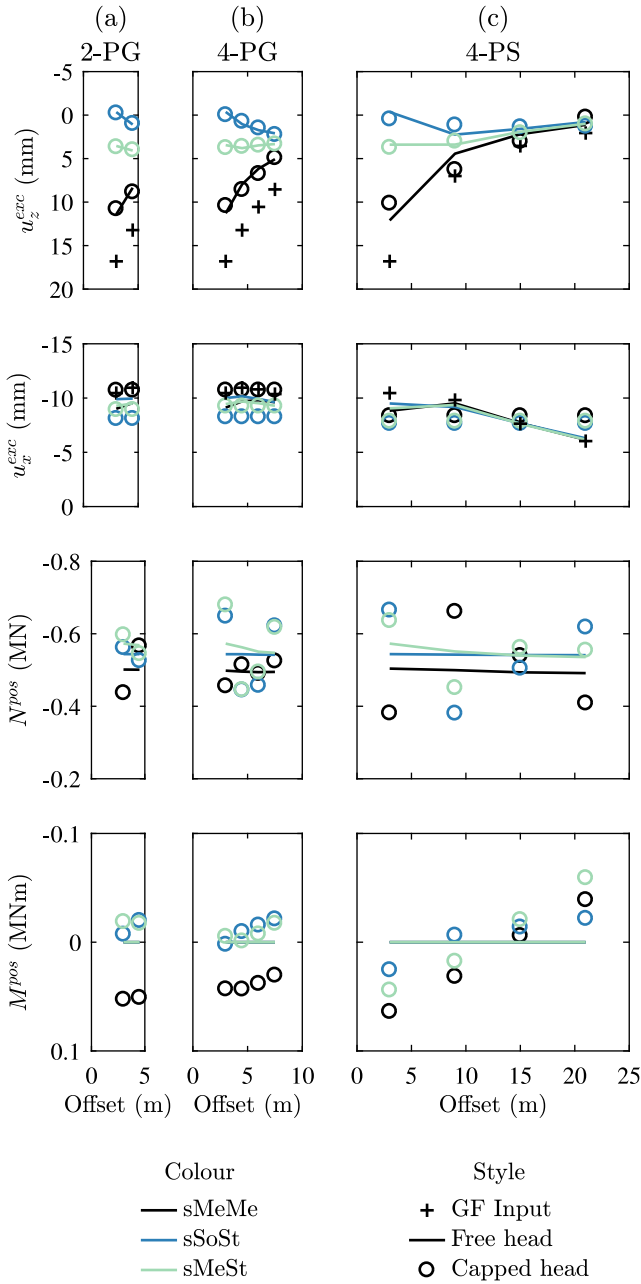 (a) (b) (c)
2-PG 4-PG 4-PS
-5
0
5
10
15
20
u_z^{exc} (mm)
-15
-10
-5
0
u_x^{exc} (mm)
-0.8
-0.6
-0.4
-0.2
N^{pos} (MN)
-0.1
0
0.1
M^{pos} (MNm)
0 5 0 5 10 0 5 10 15 20 25
Offset (m) Offset (m) Offset (m)
Colour Style
sMeMe GF Input
sSoSt Free head
sMeSt Capped head